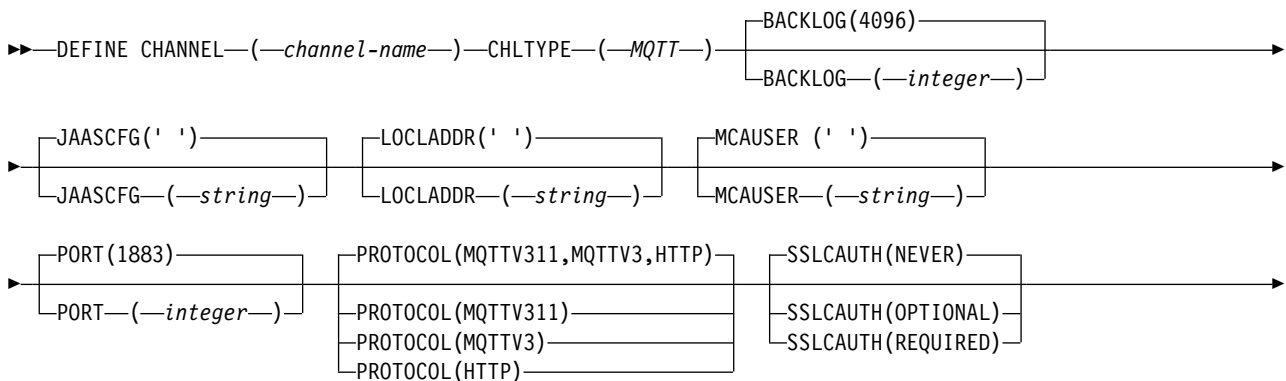 BACKLOG(4096)
DEFINE CHANNEL ( channel-name ) CHLTYPE ( MQTT )
BACKLOG ( integer )
JAASCFG(' ') LOCLADDR(' ') MCAUSER (' ')
JAASCFG ( string ) LOCLADDR ( string ) MCAUSER ( string )
PORT(1883) PROTOCOL(MQTTV311,MQTTV3,HTTP) SSLCAUTH(NEVER)
PORT ( integer ) PROTOCOL(MQTTV311) SSLCAUTH(OPTIONAL)
PROTOCOL(MQTTV3) SSLCAUTH(REQUIRED)
PROTOCOL(HTTP)